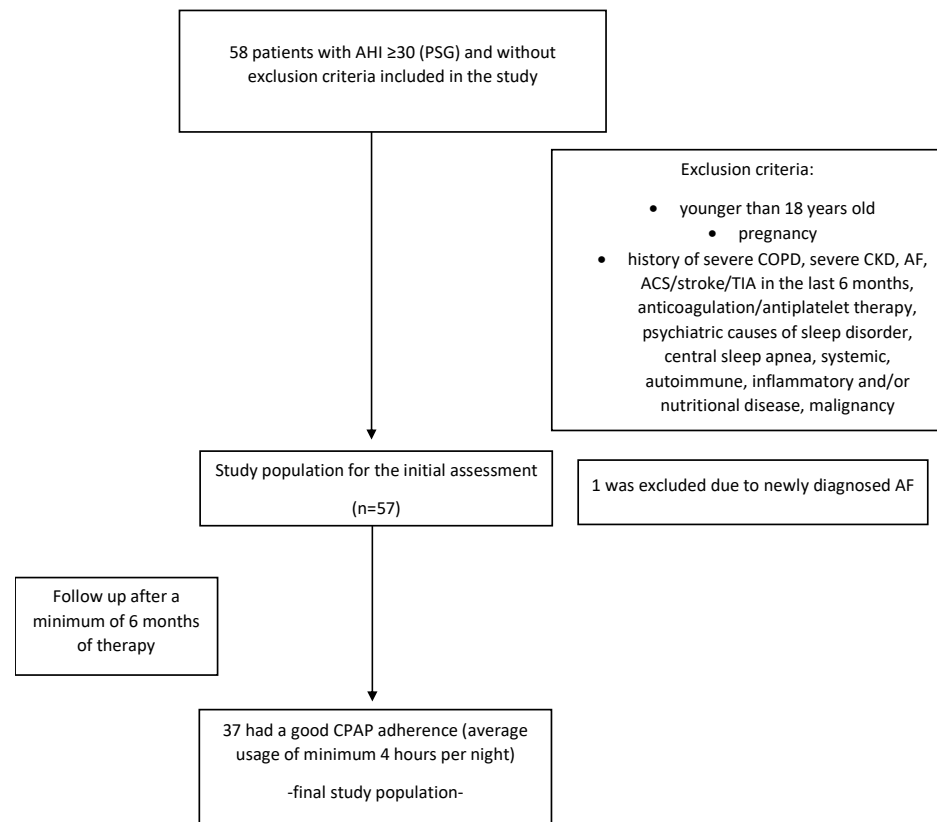 58 patients with AHI ≥30 (PSG) and without
exclusion criteria included in the study
Exclusion criteria:
• younger than 18 years old
• pregnancy
• history of severe COPD, severe CKD, AF,
ACS/stroke/TIA in the last 6 months,
anticoagulation/antiplatelet therapy,
psychiatric causes of sleep disorder,
central sleep apnea, systemic,
autoimmune, inflammatory and/or
nutritional disease, malignancy
Study population for the initial assessment
(n=57)
1 was excluded due to newly diagnosed AF
Follow up after a
minimum of 6 months
of therapy
37 had a good CPAP adherence (average
usage of minimum 4 hours per night)
-final study population-